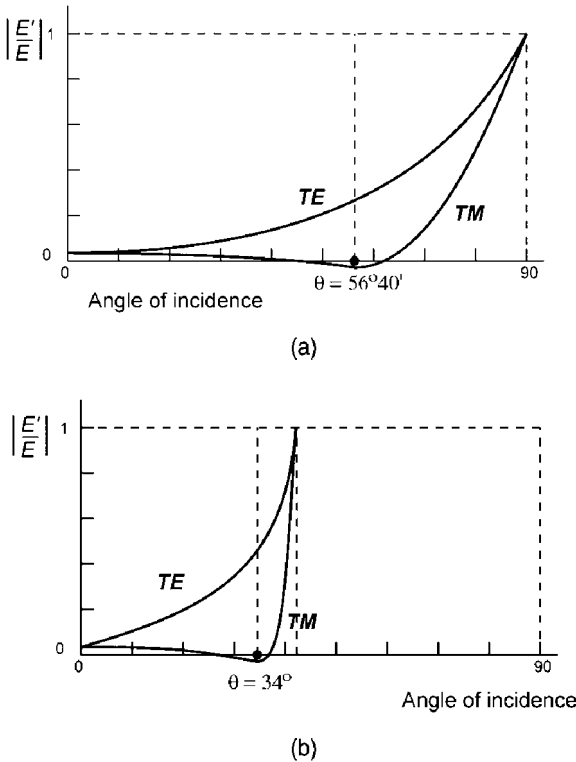 |E'/E| 1
TE
TM
0
0 90
θ = 56°40'
Angle of incidence
(a)
|E'/E| 1
TE
TM
0
0 90
θ = 34°
Angle of incidence
(b)